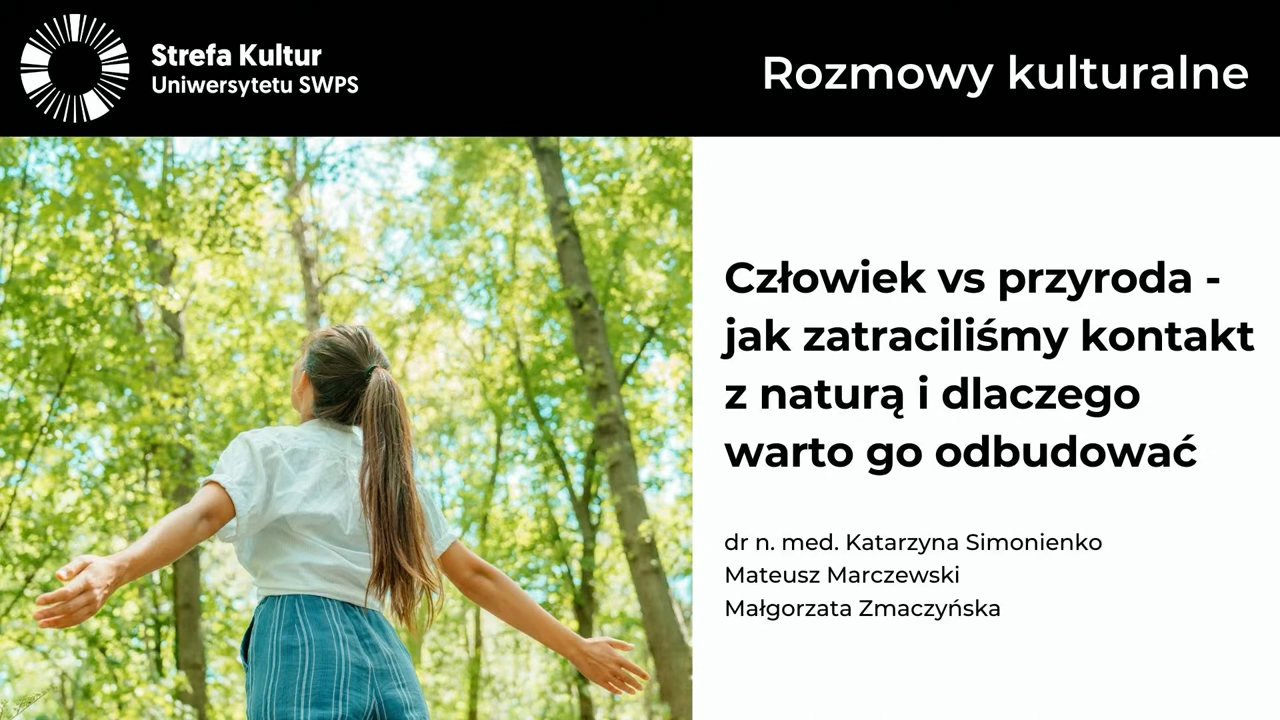 Strefa Kultur
Uniwersytetu SWPS
Rozmowy kulturalne
Człowiek vs przyroda -
jak zatraciliśmy kontakt
z naturą i dlaczego
warto go odbudować
dr n. med. Katarzyna Simonienko
Mateusz Marczewski
Małgorzata Zmaczyńska